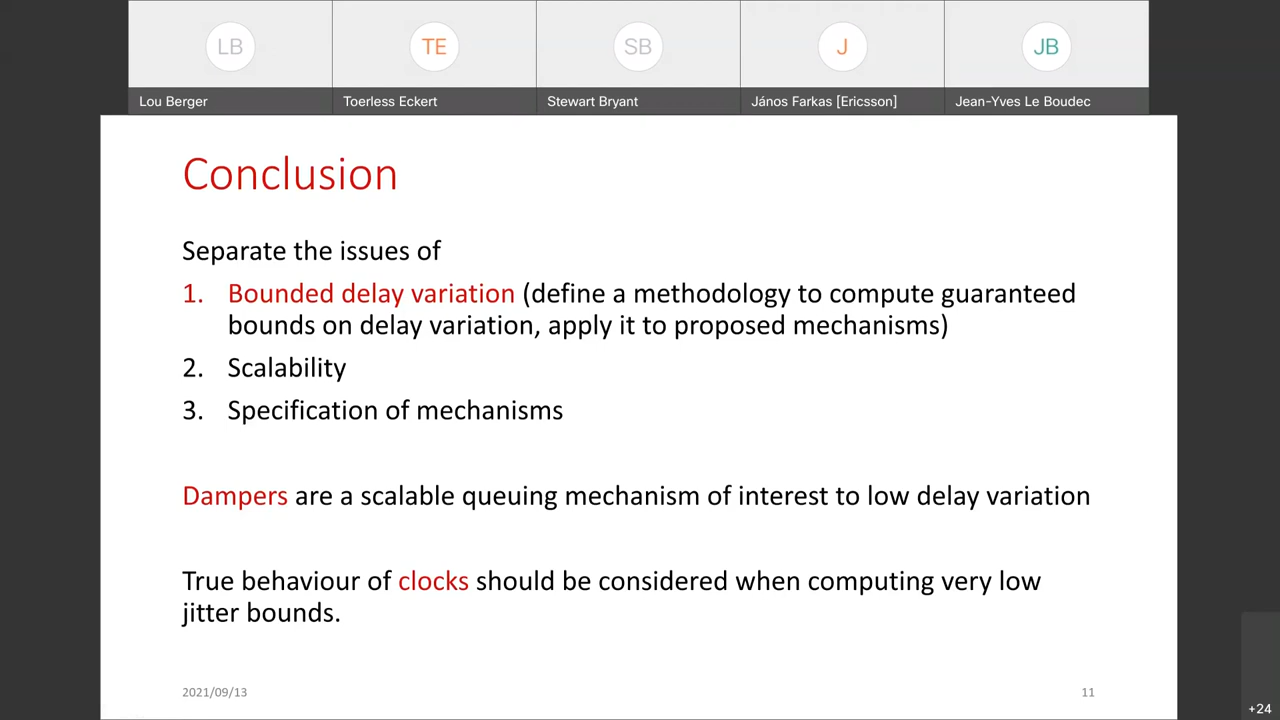 LB
TE
SB
J
JB
Lou Berger
Toerless Eckert
Stewart Bryant
János Farkas [Ericsson]
Jean-Yves Le Boudec
Conclusion
Separate the issues of
1. Bounded delay variation (define a methodology to compute guaranteed
bounds on delay variation, apply it to proposed mechanisms)
2. Scalability
3. Specification of mechanisms
Dampers are a scalable queuing mechanism of interest to low delay variation
True behaviour of clocks should be considered when computing very low
jitter bounds.
2021/09/13
11
+24